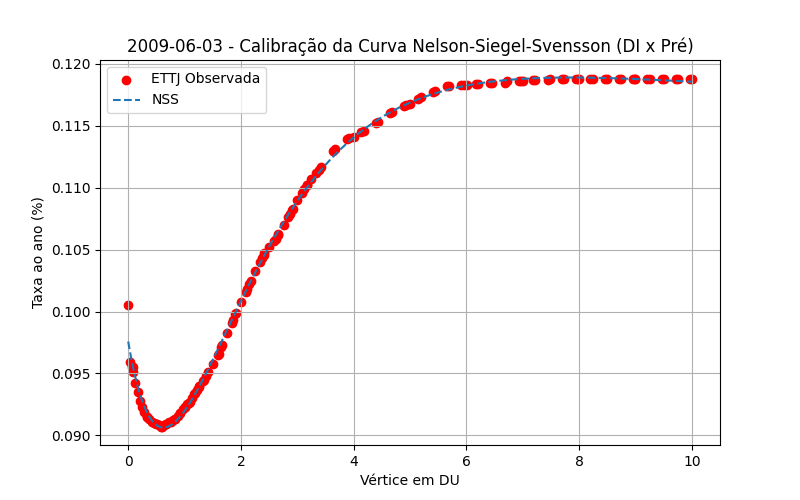 2009-06-03 - Calibração da Curva Nelson-Siegel-Svensson (DI x Pré)
ETTJ Observada
NSS
Taxa ao ano (%)
0.120
0.115
0.110
0.105
0.100
0.095
0.090
0 2 4 6 8 10
Vértice em DU